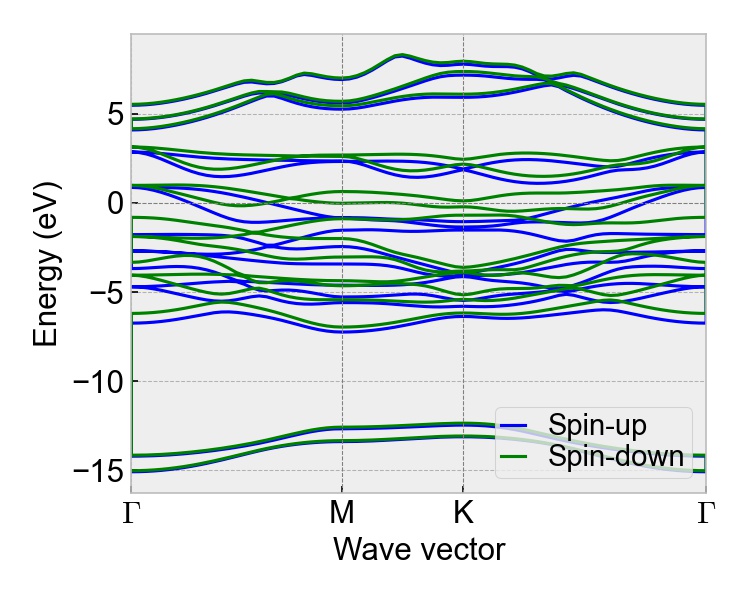 Energy (eV)
5
0
−5
−10
−15
Spin-up
Spin-down
Γ M K Γ
Wave vector